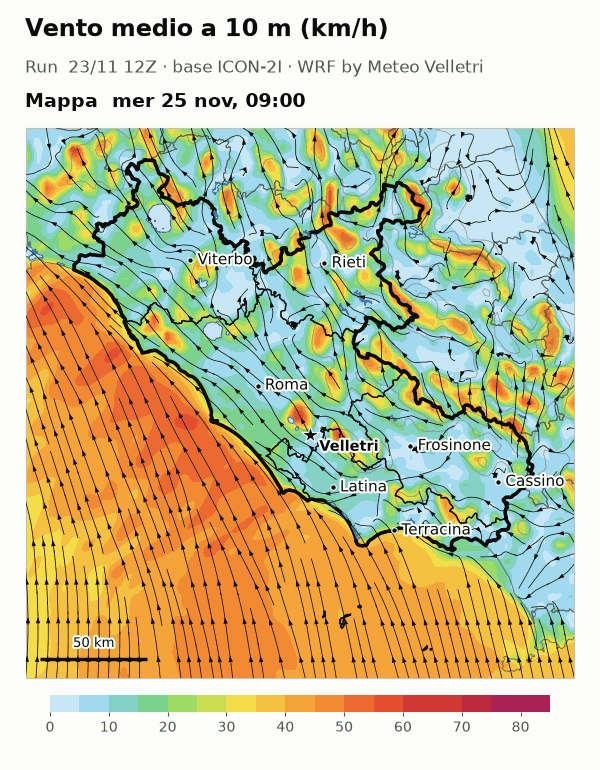 Vento medio a 10 m (km/h)
Run 23/11 12Z · base ICON-2I · WRF by Meteo Velletri
Mappa mer 25 nov, 09:00
Viterbo
Rieti
Roma
Velletri
Frosinone
Cassino
Latina
Terracina
50 km
0 10 20 30 40 50 60 70 80